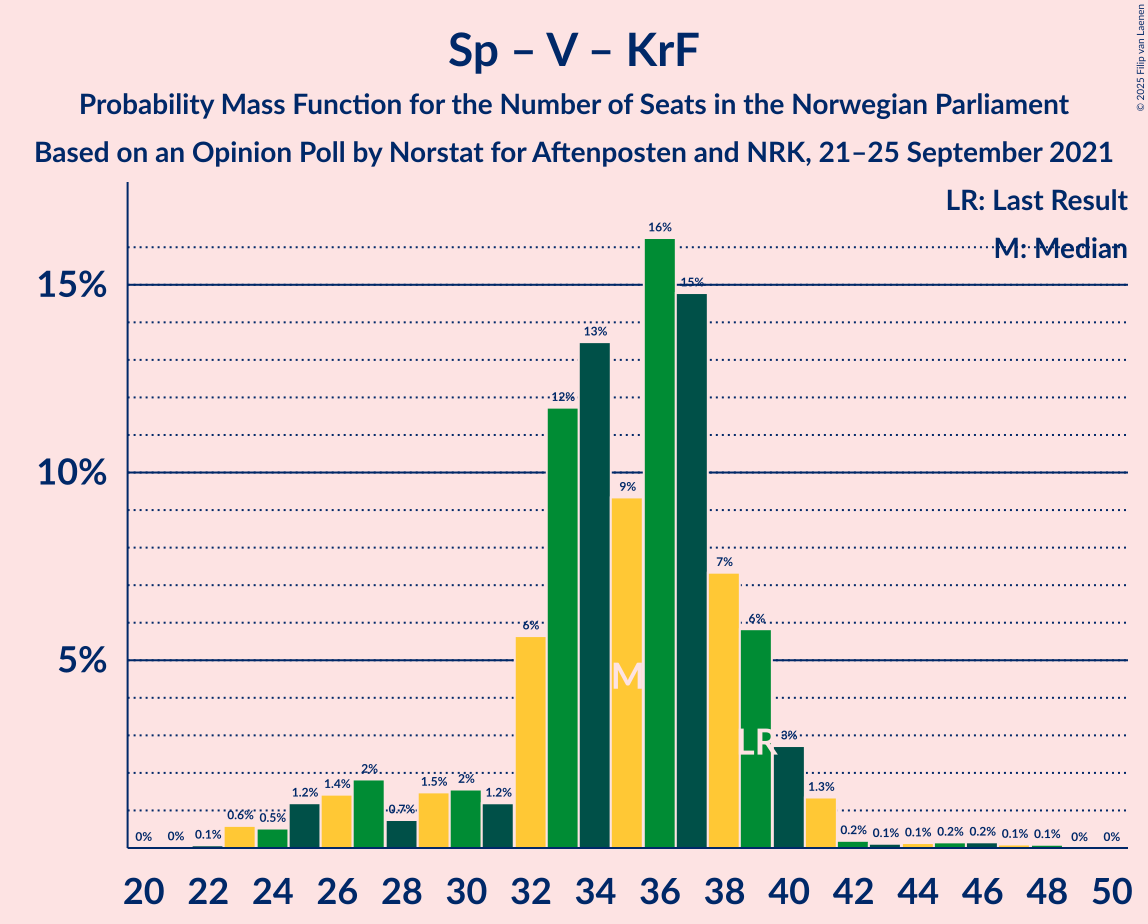 Sp – V – KrF
Probability Mass Function for the Number of Seats in the Norwegian Parliament
Based on an Opinion Poll by Norstat for Aftenposten and NRK, 21–25 September 2021
© 2025 Filip van Laenen
LR: Last Result
M: Median
15%
10%
5%
0% 0% 0.1% 0.6% 0.5% 1.2% 1.4% 2% 0.7% 1.5% 2% 1.2% 6% 12% 13% 9% 16% 15% 7% 6% 3% 1.3% 0.2% 0.1% 0.1% 0.2% 0.2% 0.1% 0.1% 0% 0%
M
LR
20 22 24 26 28 30 32 34 36 38 40 42 44 46 48 50